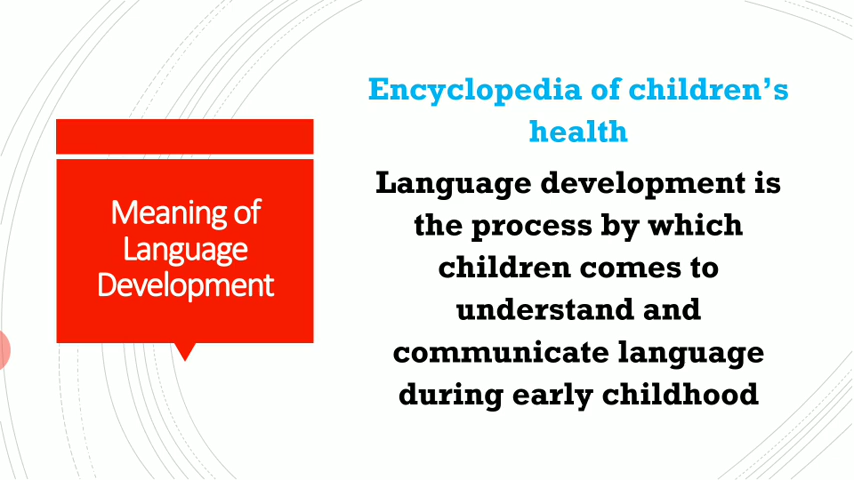 Meaning of
Language
Development
Encyclopedia of children’s
health
Language development is
the process by which
children comes to
understand and
communicate language
during early childhood